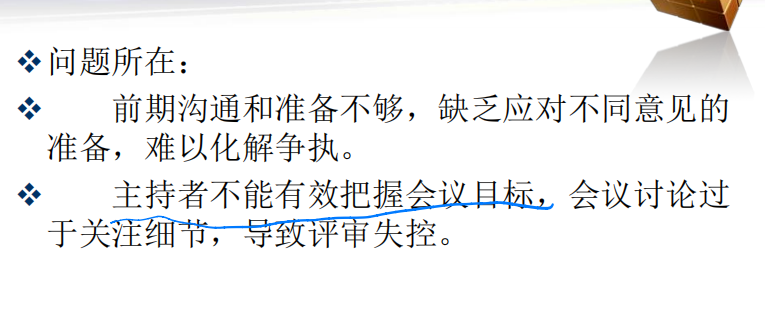 ❖问题所在：
❖ 前期沟通和准备不够，缺乏应对不同意见的
准备，难以化解争执。
❖ 主持者不能有效把握会议目标，会议讨论过
于关注细节，导致评审失控。